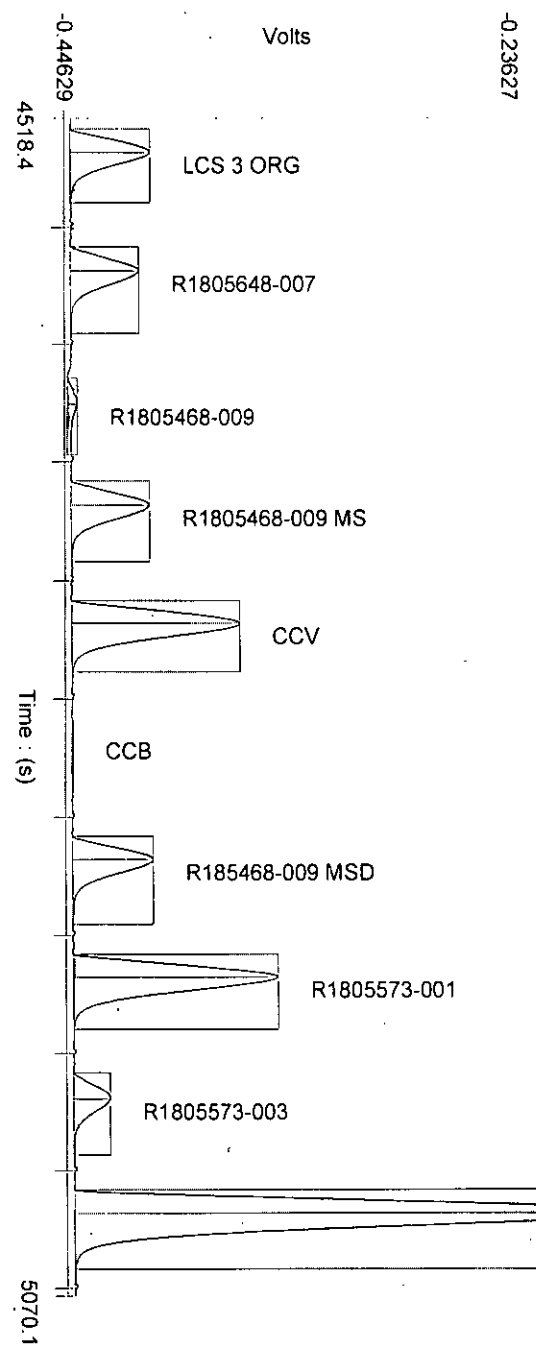 Volts
-0.44629
-0.23627
4518.4
LCS 3 ORG
R1805648-007
R1805468-009
R1805468-009 MS
CCV
CCB
R185468-009 MSD
R1805573-001
R1805573-003
Time : (s)
5070.1